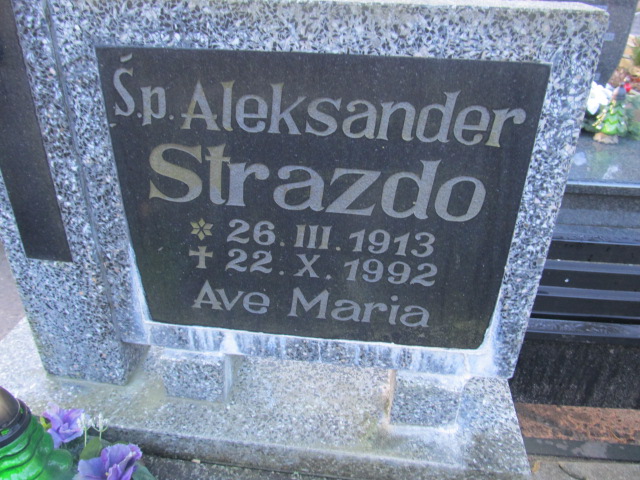 Ś.p. Aleksander
Strazdo
26. III. 1913
22. X. 1992
Ave Maria